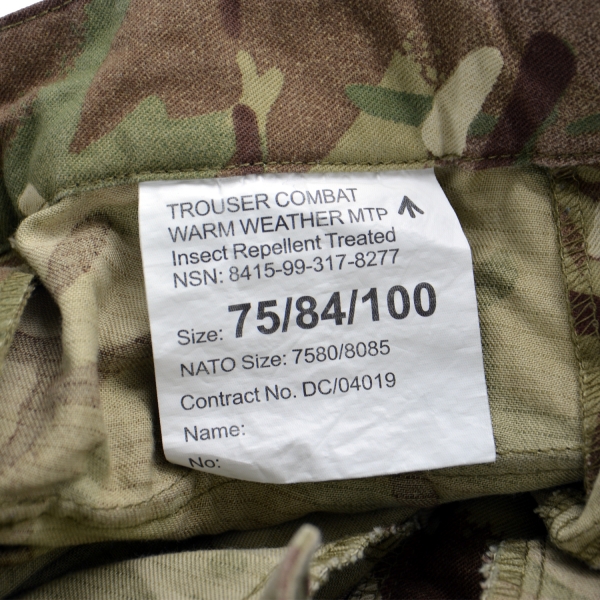 TROUSER COMBAT
WARM WEATHER MTP
Insect Repellent Treated
NSN: 8415-99-317-8277
Size: 75/84/100
NATO Size: 7580/8085
Contract No. DC/04019
Name:
No: